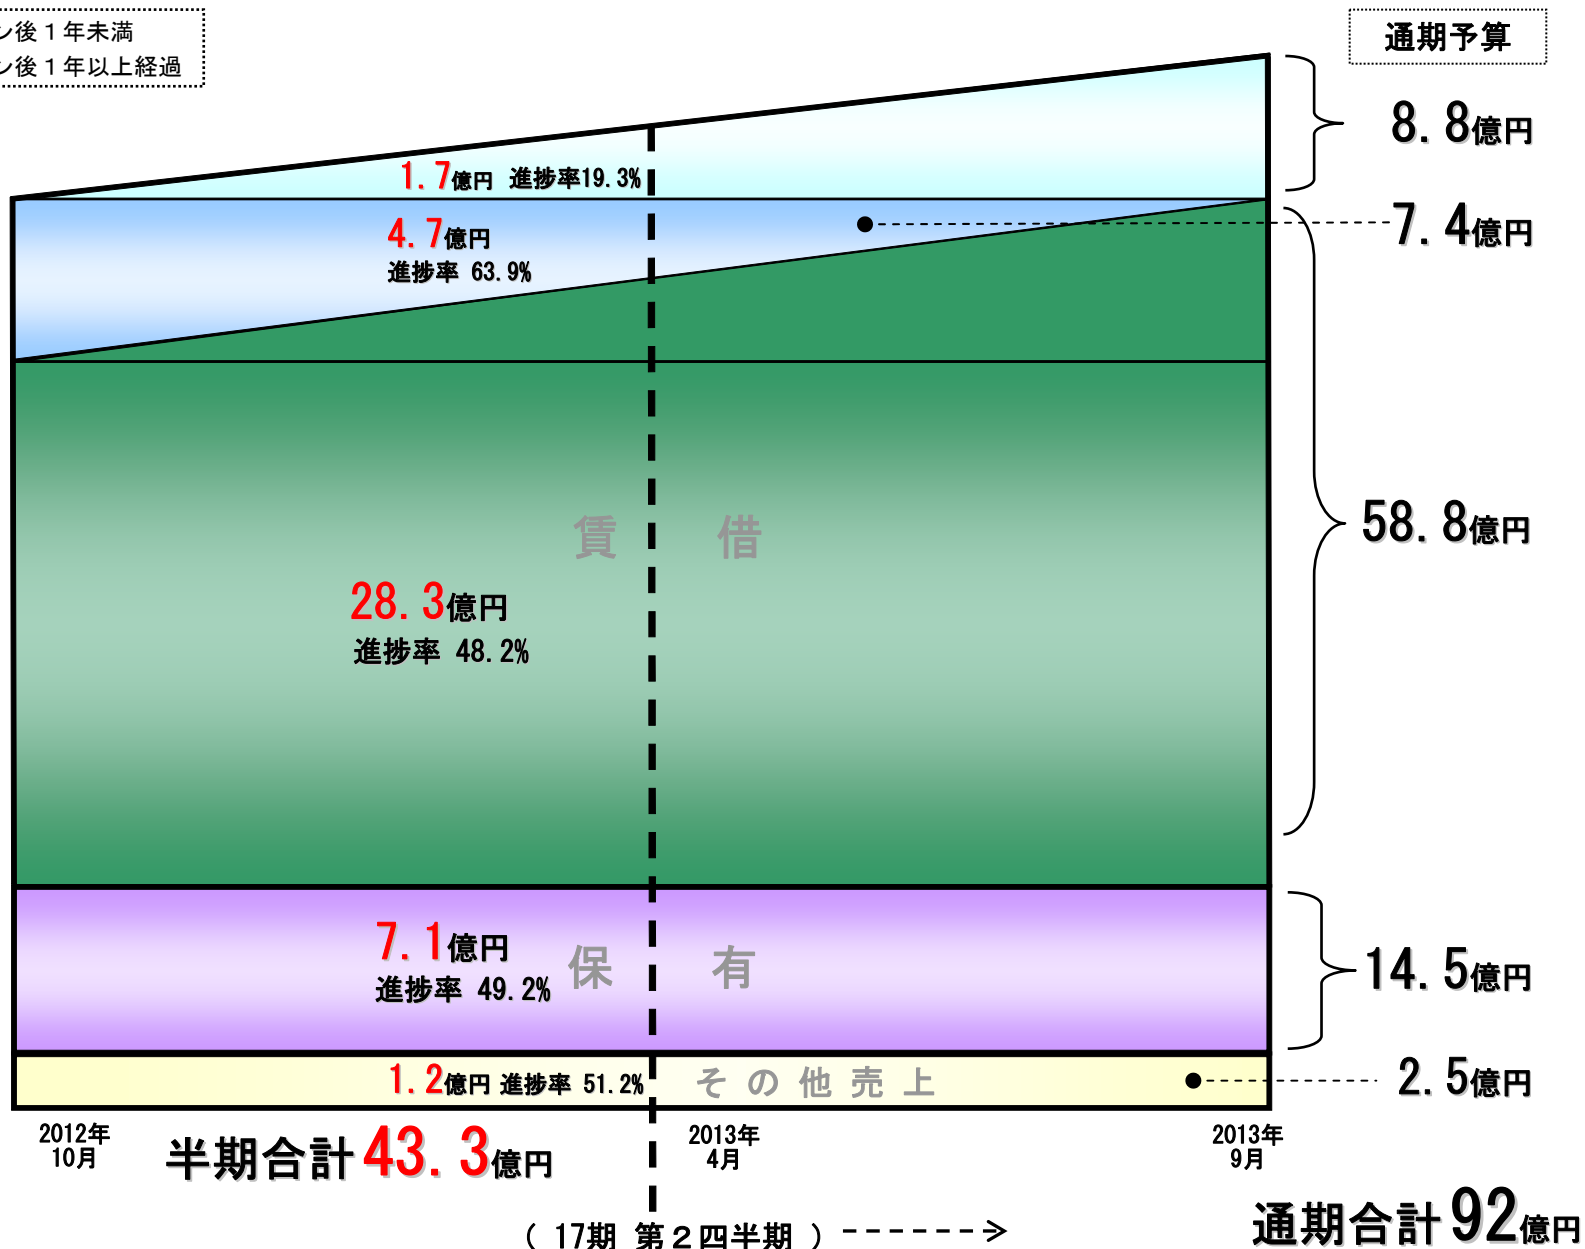 ン後１年未満
ン後１年以上経過
通期予算
8.8億円
1.7億円 進捗率19.3%
4.7億円
進捗率 63.9%
7.4億円
賃 借
58.8億円
28.3億円
進捗率 48.2%
7.1億円
進捗率 49.2%
保 有
14.5億円
1.2億円 進捗率 51.2%
その他売上
2.5億円
2012年
10月
半期合計43.3億円
2013年
4月
2013年
9月
通期合計92億円
( 17期 第２四半期 )